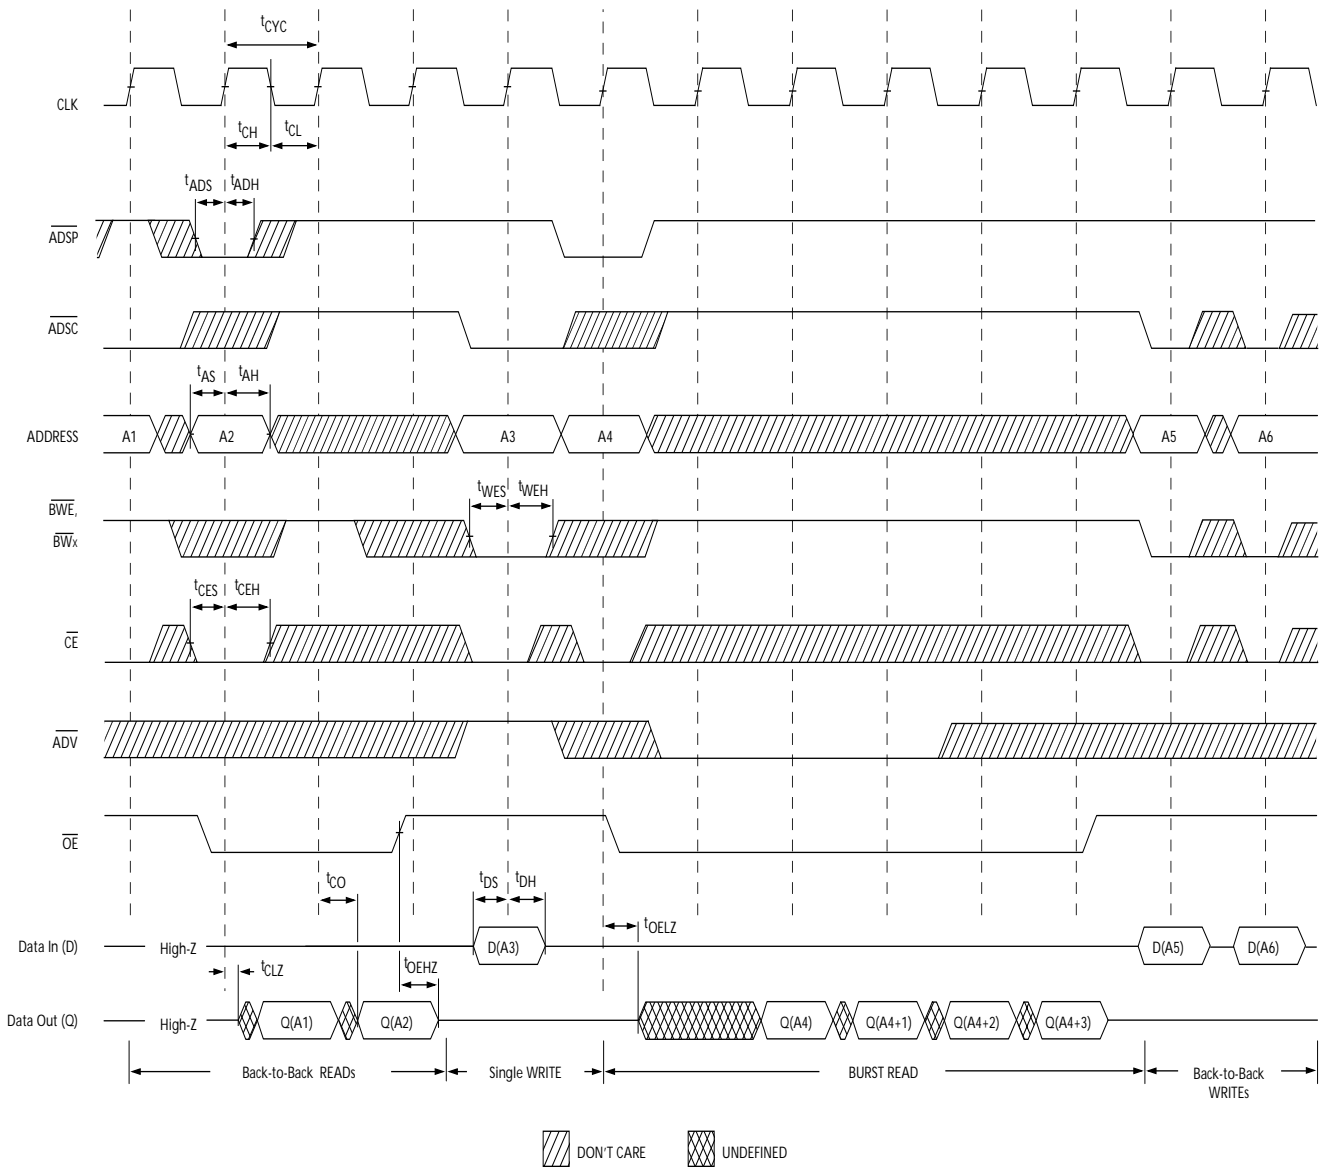 tCYC
CLK
tCH
tCL
tADS
tADH
ADSP
ADSC
tAS
tAH
ADDRESS
A1
A2
A3
A4
A5
A6
tWES
tWEH
BWE,
BWx
tCES
tCEH
CE
ADV
OE
tCO
tDS
tDH
tOELZ
Data In (D)
High-Z
D(A3)
D(A5)
D(A6)
tCLZ
tOEHZ
Data Out (Q)
High-Z
Q(A1)
Q(A2)
Q(A4)
Q(A4+1)
Q(A4+2)
Q(A4+3)
Back-to-Back READs
Single WRITE
BURST READ
Back-to-Back
WRITEs
DON'T CARE
UNDEFINED